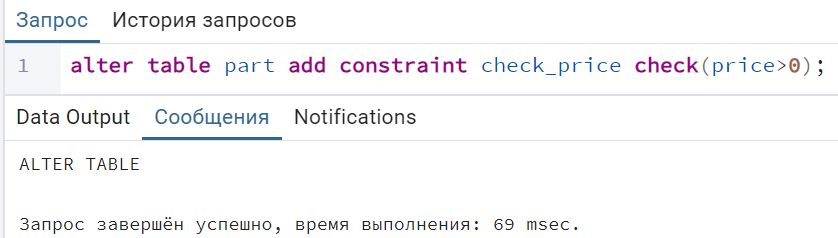 Запрос История запросов
1 alter table part add constraint check_price check(price>0);
Data Output Сообщения Notifications
ALTER TABLE
Запрос завершён успешно, время выполнения: 69 msec.